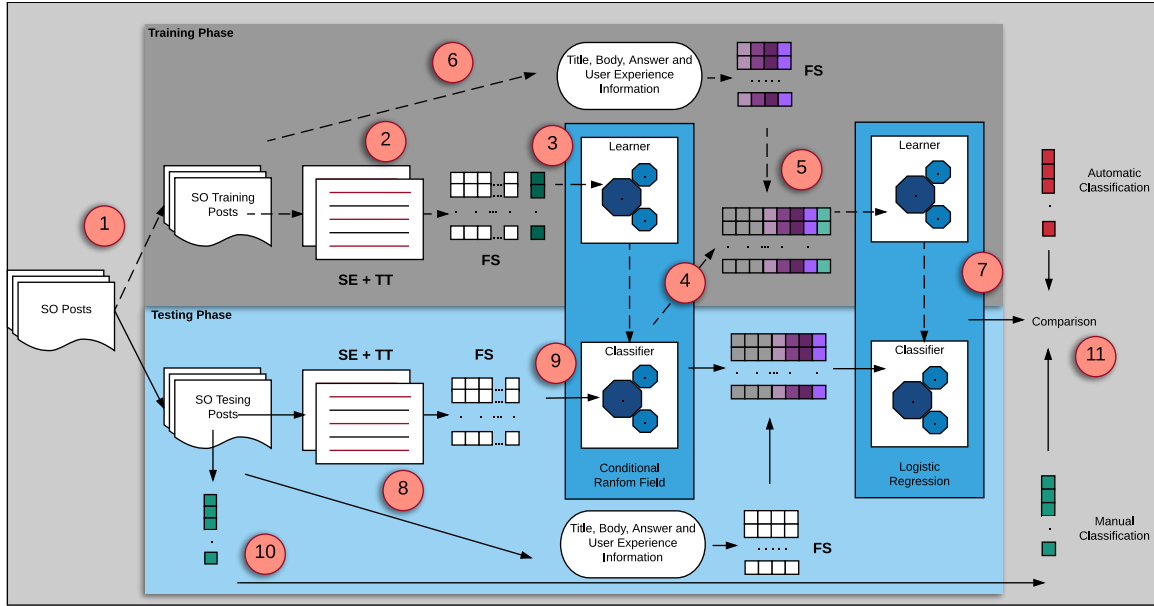 Training Phase
6
Title, Body, Answer and
User Experience
Information
FS
2
3
Learner
5
Learner
Automatic
Classification
1
SO Training
Posts
FS
SE + TT
4
7
SO Posts
Testing Phase
SE + TT
FS
9
Classifier
Classifier
Comparison
11
SO Tesing
Posts
8
Conditional
Ranfom Field
Logistic
Regression
10
Title, Body, Answer and
User Experience
Information
FS
Manual
Classification